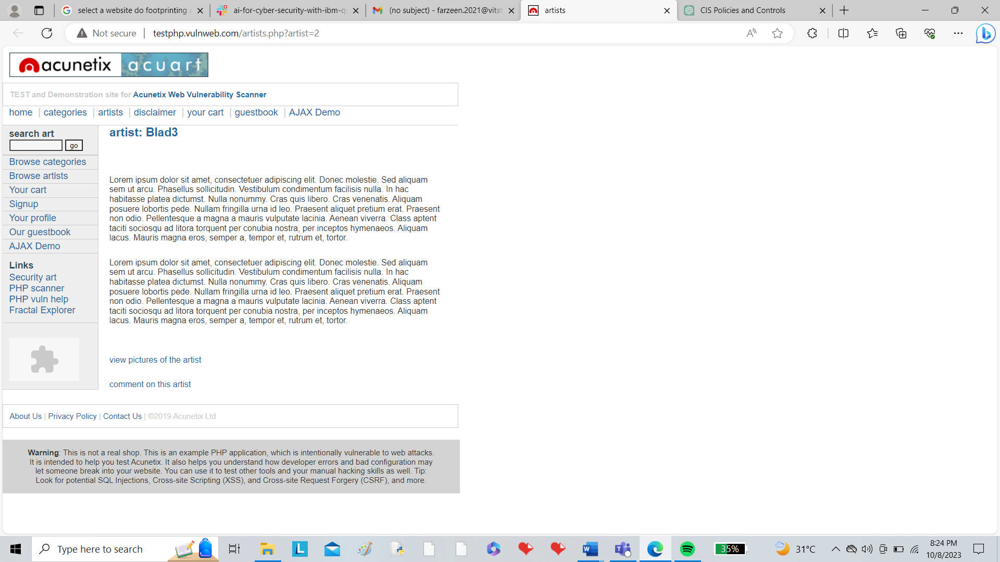 select a website do footprinting
ai-for-cyber-security-with-ibm-q
(no subject) - farzeen.2021@vitst
artists
CIS Policies and Controls
Not secure
testphp.vulnweb.com/artists.php?artist=2
acunetix acuart
TEST and Demonstration site for Acunetix Web Vulnerability Scanner
home | categories | artists | disclaimer | your cart | guestbook | AJAX Demo
search art
go
Browse categories
Browse artists
Your cart
Signup
Your profile
Our guestbook
AJAX Demo
Links
Security art
PHP scanner
PHP vuln help
Fractal Explorer
artist: Blad3
Lorem ipsum dolor sit amet, consectetuer adipiscing elit. Donec molestie. Sed aliquam
sem ut arcu. Phasellus sollicitudin. Vestibulum condimentum facilisis nulla. In hac
habitasse platea dictumst. Nulla nonummy. Cras quis libero. Cras venenatis. Aliquam
posuere lobortis pede. Nullam fringilla urna id leo. Praesent aliquet pretium erat. Praesent
non odio. Pellentesque a magna a mauris vulputate lacinia. Aenean viverra. Class aptent
taciti sociosqu ad litora torquent per conubia nostra, per inceptos hymenaeos. Aliquam
lacus. Mauris magna eros, semper a, tempor et, rutrum et, tortor.
Lorem ipsum dolor sit amet, consectetuer adipiscing elit. Donec molestie. Sed aliquam
sem ut arcu. Phasellus sollicitudin. Vestibulum condimentum facilisis nulla. In hac
habitasse platea dictumst. Nulla nonummy. Cras quis libero. Cras venenatis. Aliquam
posuere lobortis pede. Nullam fringilla urna id leo. Praesent aliquet pretium erat. Praesent
non odio. Pellentesque a magna a mauris vulputate lacinia. Aenean viverra. Class aptent
taciti sociosqu ad litora torquent per conubia nostra, per inceptos hymenaeos. Aliquam
lacus. Mauris magna eros, semper a, tempor et, rutrum et, tortor.
view pictures of the artist
comment on this artist
About Us | Privacy Policy | Contact Us | ©2019 Acunetix Ltd
Warning: This is not a real shop. This is an example PHP application, which is intentionally vulnerable to web attacks.
It is intended to help you test Acunetix. It also helps you understand how developer errors and bad configuration may
let someone break into your website. You can use it to test other tools and your manual hacking skills as well. Tip:
Look for potential SQL Injections, Cross-site Scripting (XSS), and Cross-site Request Forgery (CSRF), and more.
Type here to search
35%
31°C
8:24 PM
10/8/2023